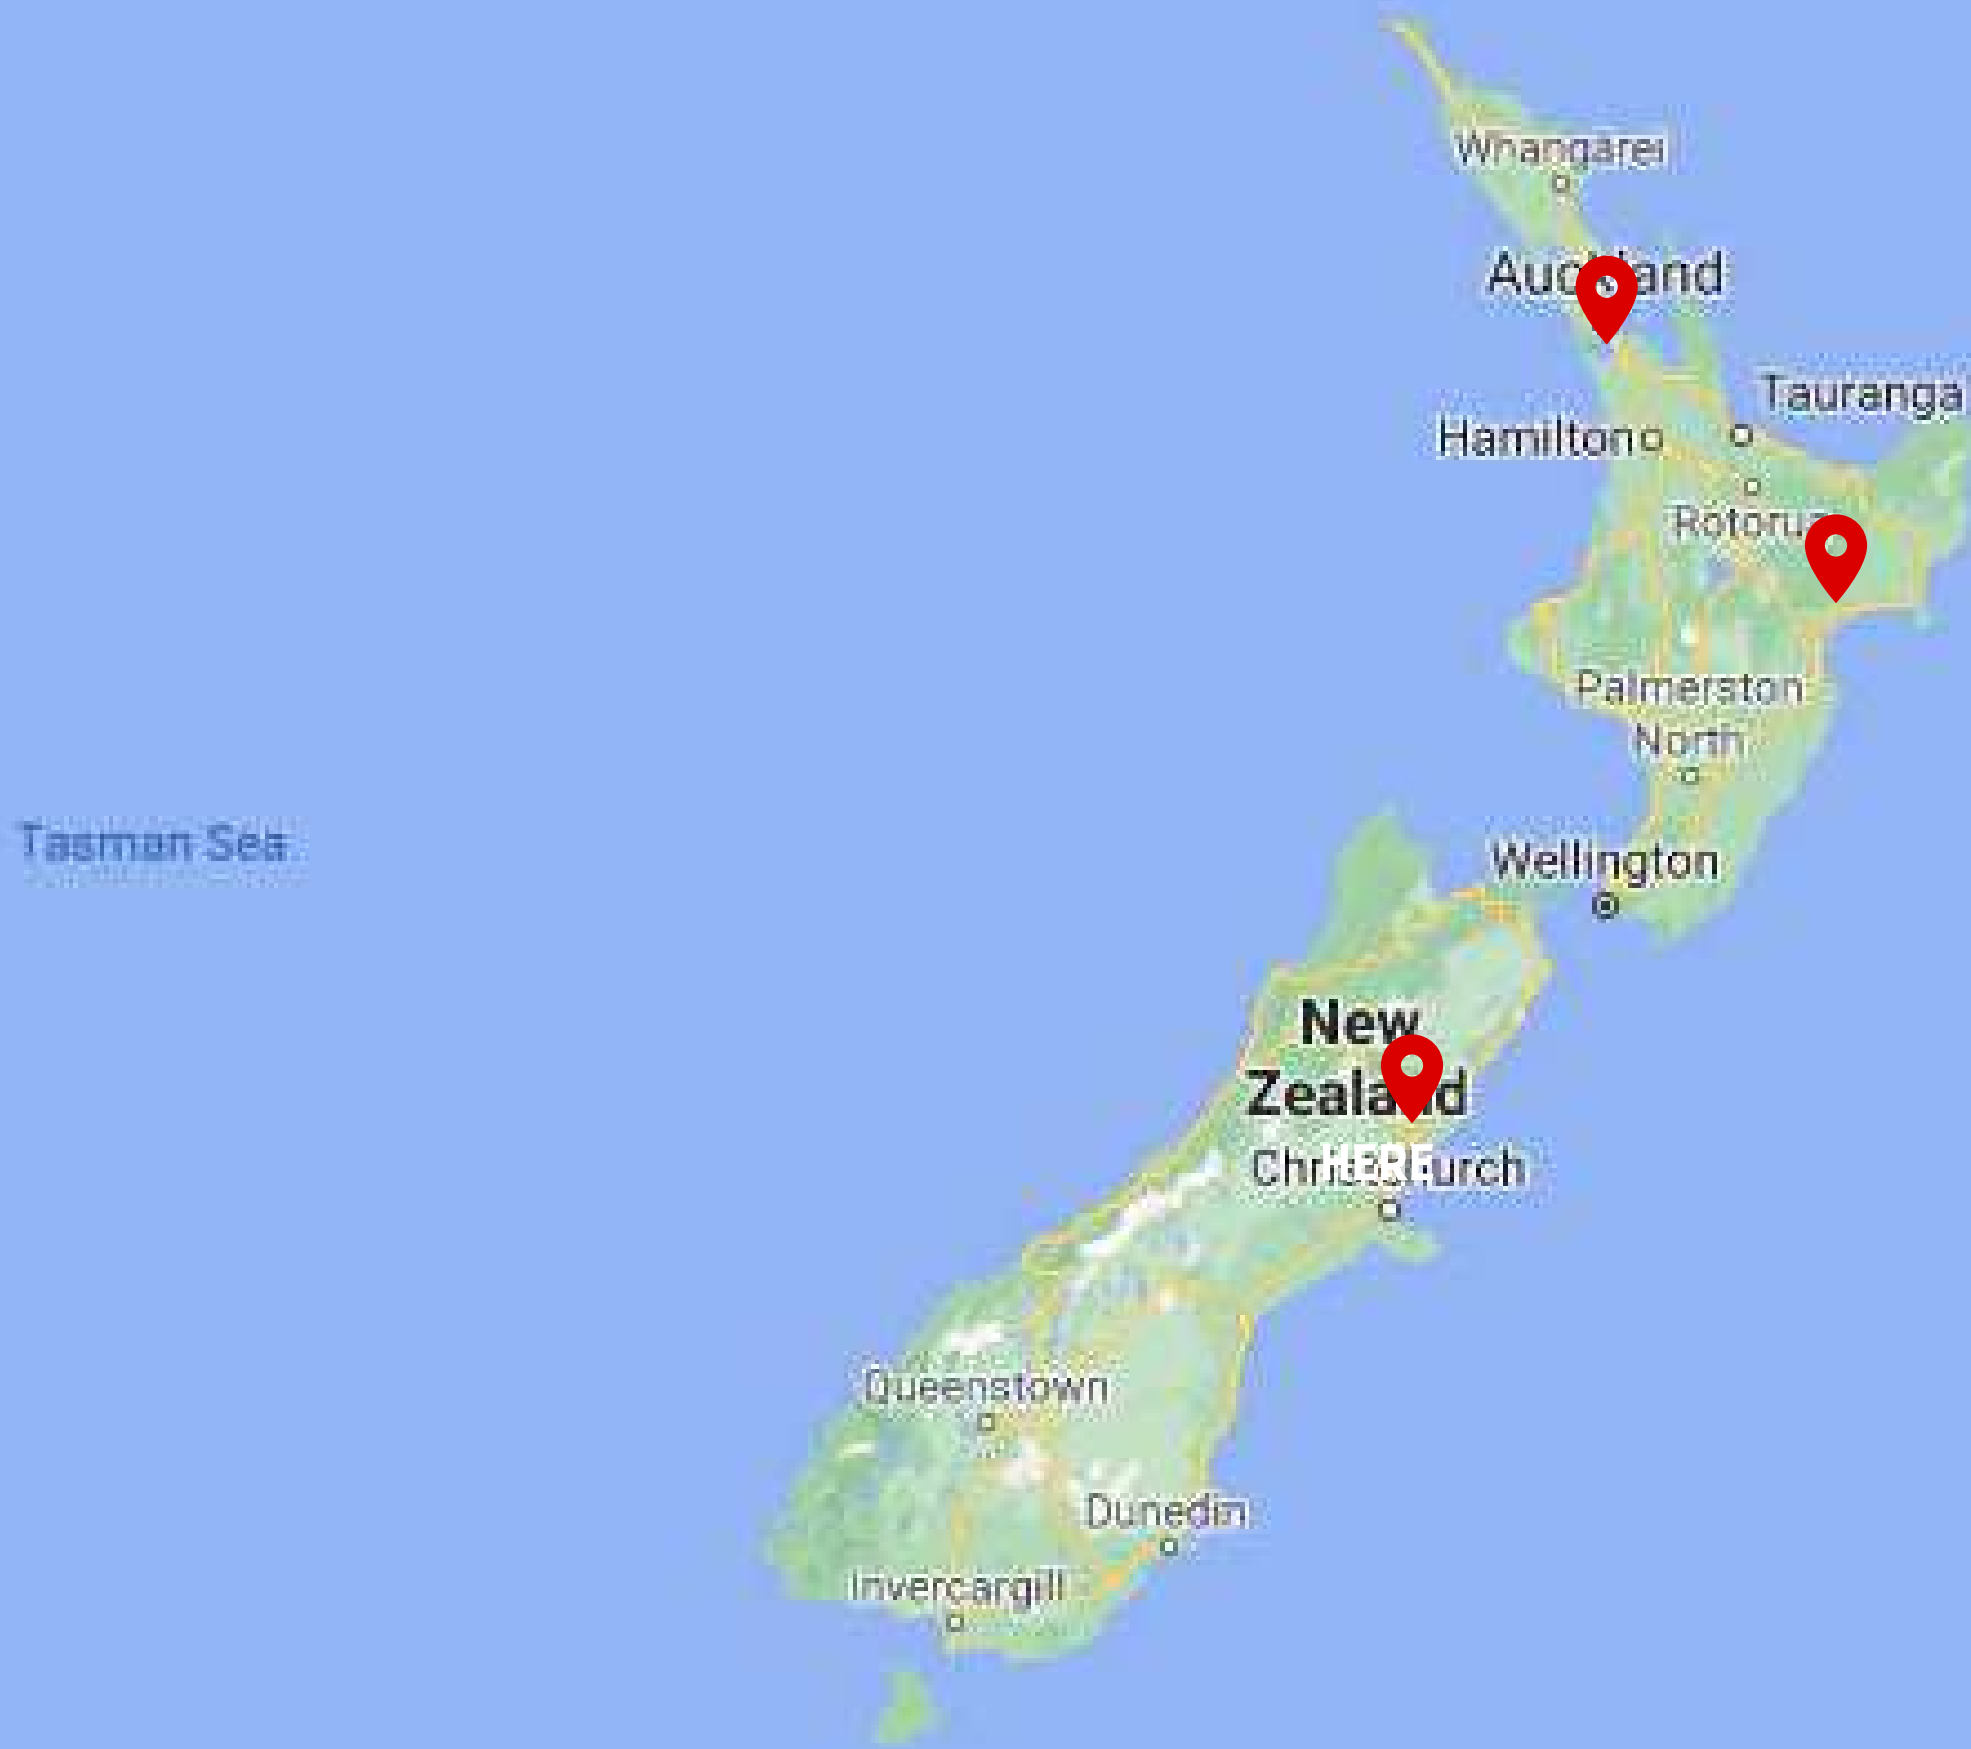 Whangarei
Auckland
Tauranga
Hamilton
Rotorua
Palmerston
North
Tasman Sea
Wellington
New
Zealand
HERE
Christchurch
Queenstown
Dunedin
Invercargill